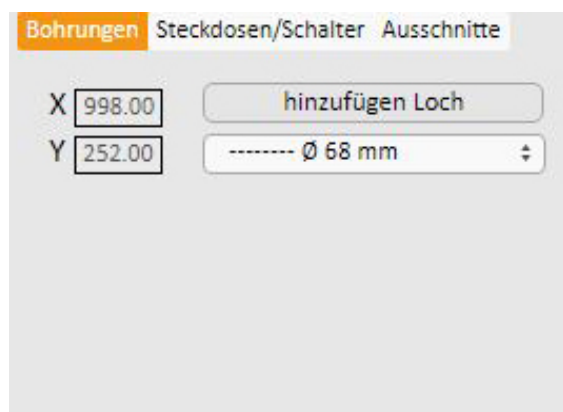 Bohrungen Steckdosen/Schalter Ausschnitte
X 998.00 hinzufügen Loch
Y 252.00 -------- Ø 68 mm